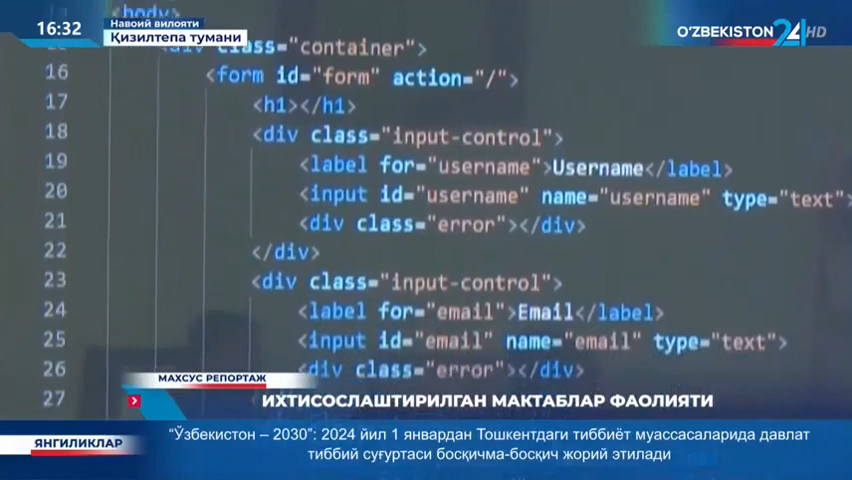 16:32
Навоий вилояти
Қизилтепа тумани
O'ZBEKISTON 24 HD
<body>
class="container">
16 <form id="form" action="/">
17 <h1></h1>
18 <div class="input-control">
19 <label for="username">Username</label>
20 <input id="username" name="username" type="text">
21 <div class="error"></div>
22 </div>
23 <div class="input-control">
24 <label for="email">Email</label>
25 <input id="email" name="email" type="text">
26 <div class="error"></div>
27
МАХСУС РЕПОРТАЖ
ИХТИСОСЛАШТИРИЛГАН МАКТАБЛАР ФАОЛИЯТИ
ЯНГИЛИКЛАР
“Ўзбекистон – 2030”: 2024 йил 1 январдан Тошкентдаги тиббиёт муассасаларида давлат
тиббий суғуртаси босқичма-босқич жорий этилади